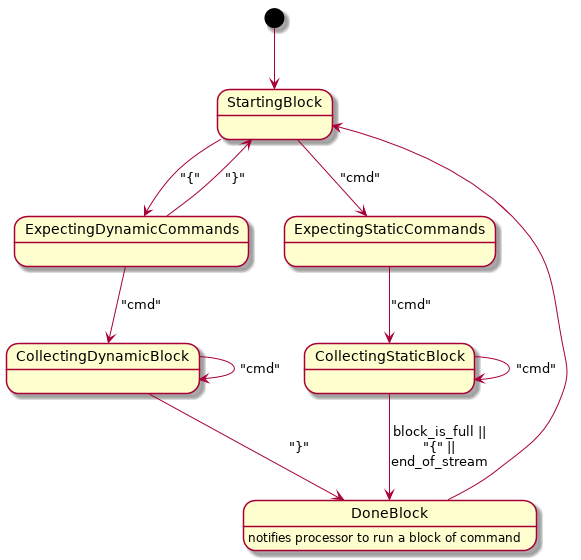 StartingBlock
"{"
"}"
"cmd"
ExpectingDynamicCommands
ExpectingStaticCommands
"cmd"
"cmd"
CollectingDynamicBlock
"cmd"
CollectingStaticBlock
"cmd"
"}"
block_is_full ||
"{" ||
end_of_stream
DoneBlock
notifies processor to run a block of command